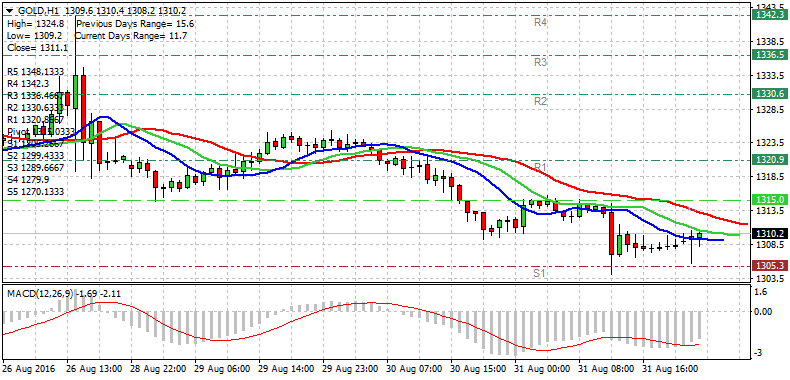 GOLD,H1 1309.6 1310.4 1308.2 1310.2
High= 1324.8 Previous Days Range= 15.6
Low= 1309.2 Current Days Range= 11.7
Close= 1311.1
R5 1348.1333
R4 1342.3
R3 1336.4667
R2 1330.6333
R1 1320.8667
Pivot
S2 1299.4333
S3 1289.6667
S4 1279.9
S5 1270.1333
R4
R3
R2
R1
S1
1343.5
1342.3
1336.5
1330.6
1328.5
1323.5
1320.9
1318.5
1315.0
1313.5
1310.2
1308.5
1305.3
1303.5
MACD(12,26,9) -1.69 -2.11
1.6
0.00
-3
26 Aug 2016 26 Aug 13:00 28 Aug 22:00 29 Aug 06:00 29 Aug 14:00 29 Aug 23:00 30 Aug 07:00 30 Aug 15:00 31 Aug 00:00 31 Aug 08:00 31 Aug 16:00